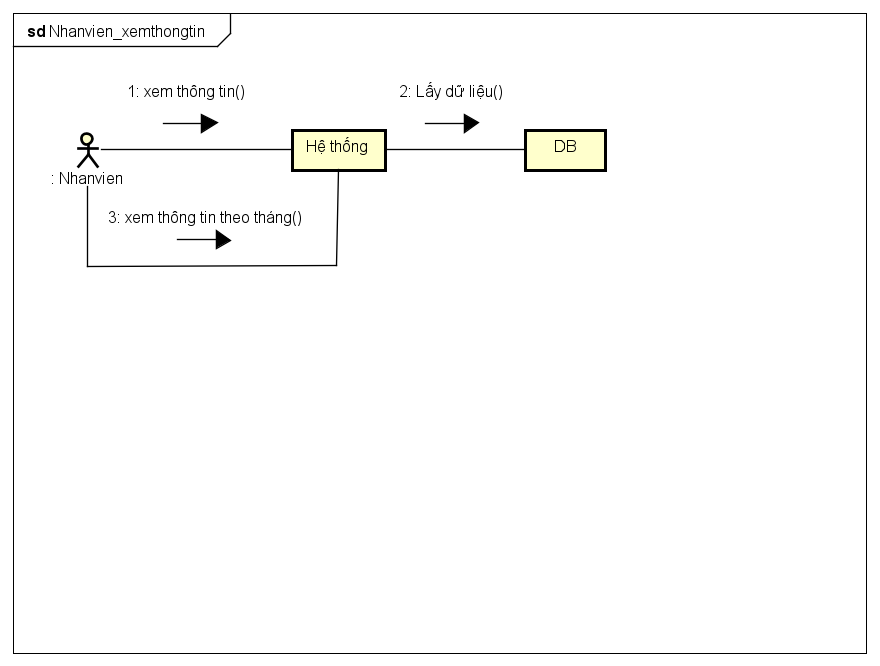 sd Nhanvien_xemthongtin
1: xem thông tin()
2: Lấy dữ liệu()
Hệ thống
DB
: Nhanvien
3: xem thông tin theo tháng()